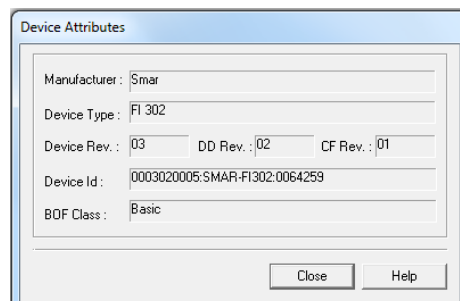 Device Attributes
Manufacturer : Smar
Device Type : FI 302
Device Rev. : 03 DD Rev. : 02 CF Rev. : 01
Device Id : 0003020005:SMAR-FI302:0064259
BOF Class : Basic
Close Help